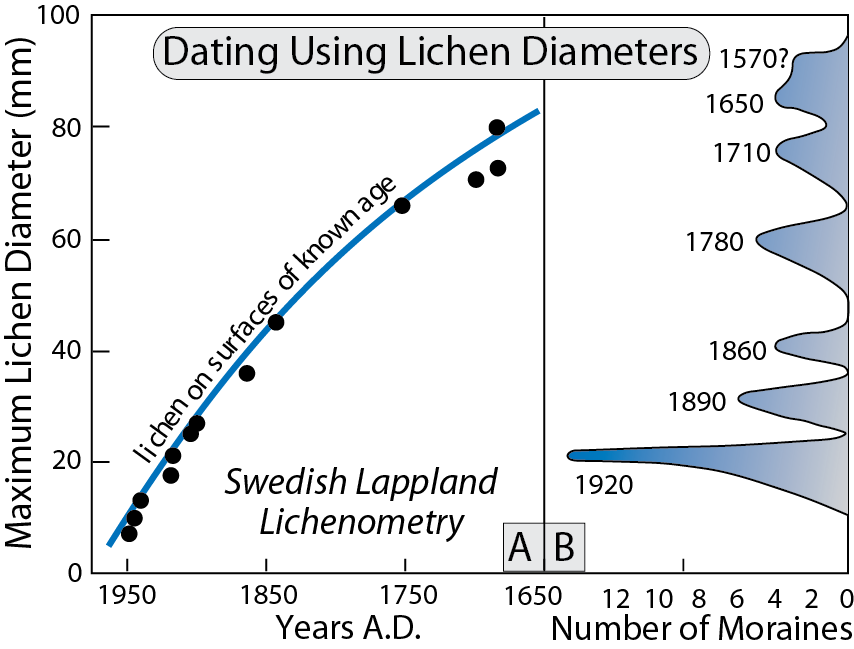 Dating Using Lichen Diameters
Maximum Lichen Diameter (mm)
100
80
60
40
20
0
lichen on surfaces of known age
Swedish Lappland
Lichenometry
A
B
1570?
1650
1710
1780
1860
1890
1920
1950
1850
1750
1650
12 10 8 6 4 2 0
Years A.D.
Number of Moraines